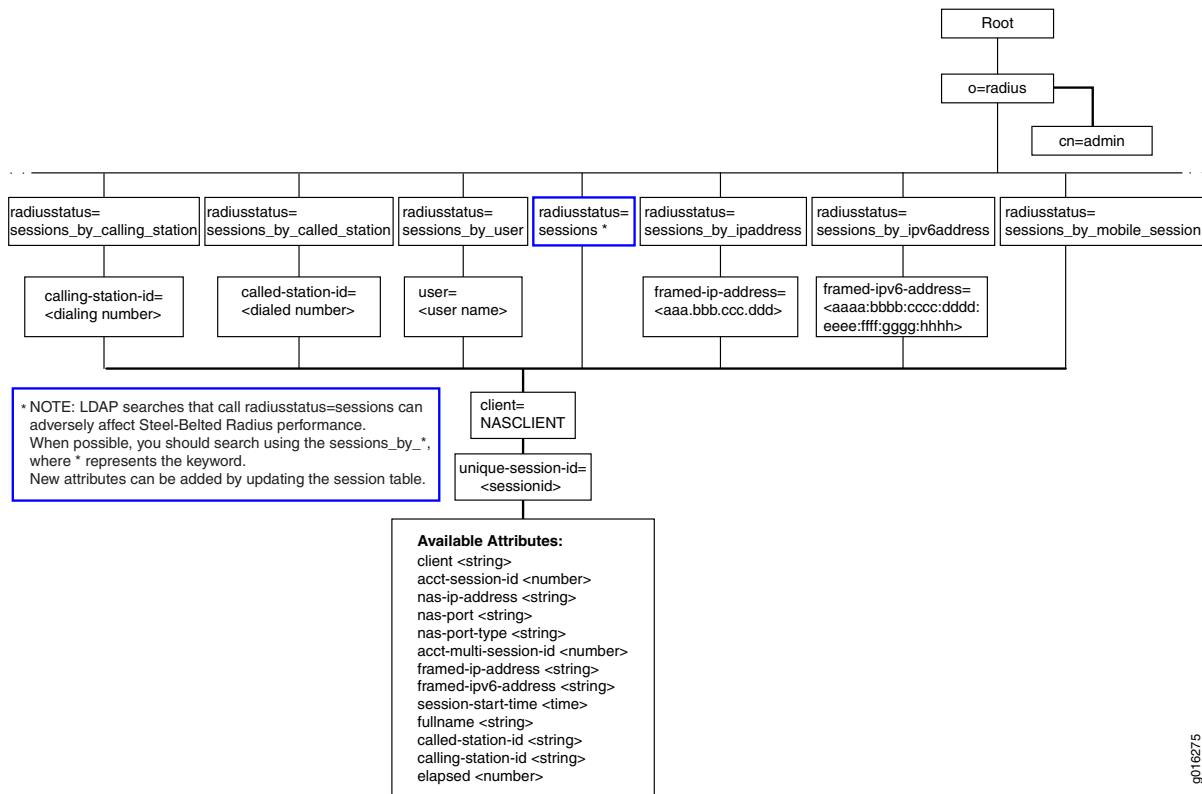 Root
o=radius
cn=admin
radiusstatus=
sessions_by_calling_station
radiusstatus=
sessions_by_called_station
radiusstatus=
sessions_by_user
radiusstatus=
sessions *
radiusstatus=
sessions_by_ipaddress
radiusstatus=
sessions_by_ipv6address
radiusstatus=
sessions_by_mobile_session
calling-station-id=
<dialing number>
called-station-id=
<dialed number>
user=
<user name>
framed-ip-address=
<aaa.bbb.ccc.ddd>
framed-ipv6-address=
<aaaa:bbbb:cccc:dddd:
eeee:ffff:gggg:hhhh>
* NOTE: LDAP searches that call radiusstatus=sessions can
adversely affect Steel-Belted Radius performance.
When possible, you should search using the sessions_by_*,
where * represents the keyword.
New attributes can be added by updating the session table.
client=
NASCLIENT
unique-session-id=
<sessionid>
Available Attributes:
client <string>
acct-session-id <number>
nas-ip-address <string>
nas-port <string>
nas-port-type <string>
acct-multi-session-id <number>
framed-ip-address <string>
framed-ipv6-address <string>
session-start-time <time>
fullname <string>
called-station-id <string>
calling-station-id <string>
elapsed <number>
g016275